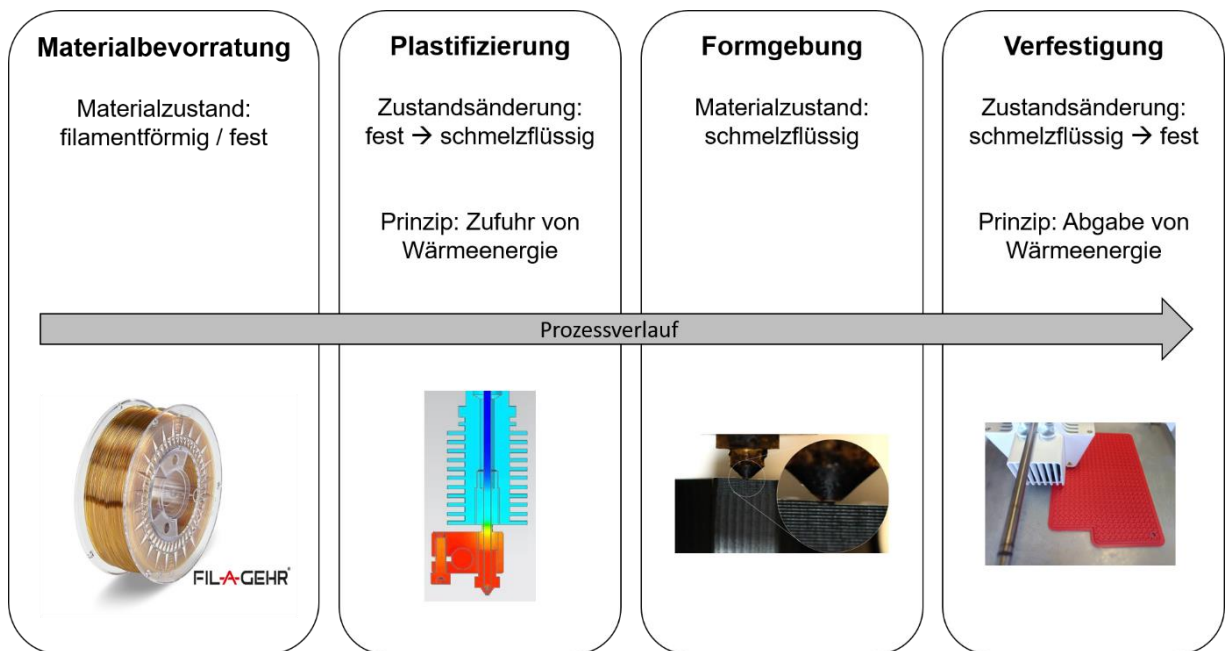 Materialbevorratung
Materialzustand:
filamentförmig / fest
Plastifizierung
Zustandsänderung:
fest → schmelzflüssig
Prinzip: Zufuhr von
Wärmeenergie
Formgebung
Materialzustand:
schmelzflüssig
Verfestigung
Zustandsänderung:
schmelzflüssig → fest
Prinzip: Abgabe von
Wärmeenergie
Prozessverlauf
FIL-A-GEHR®